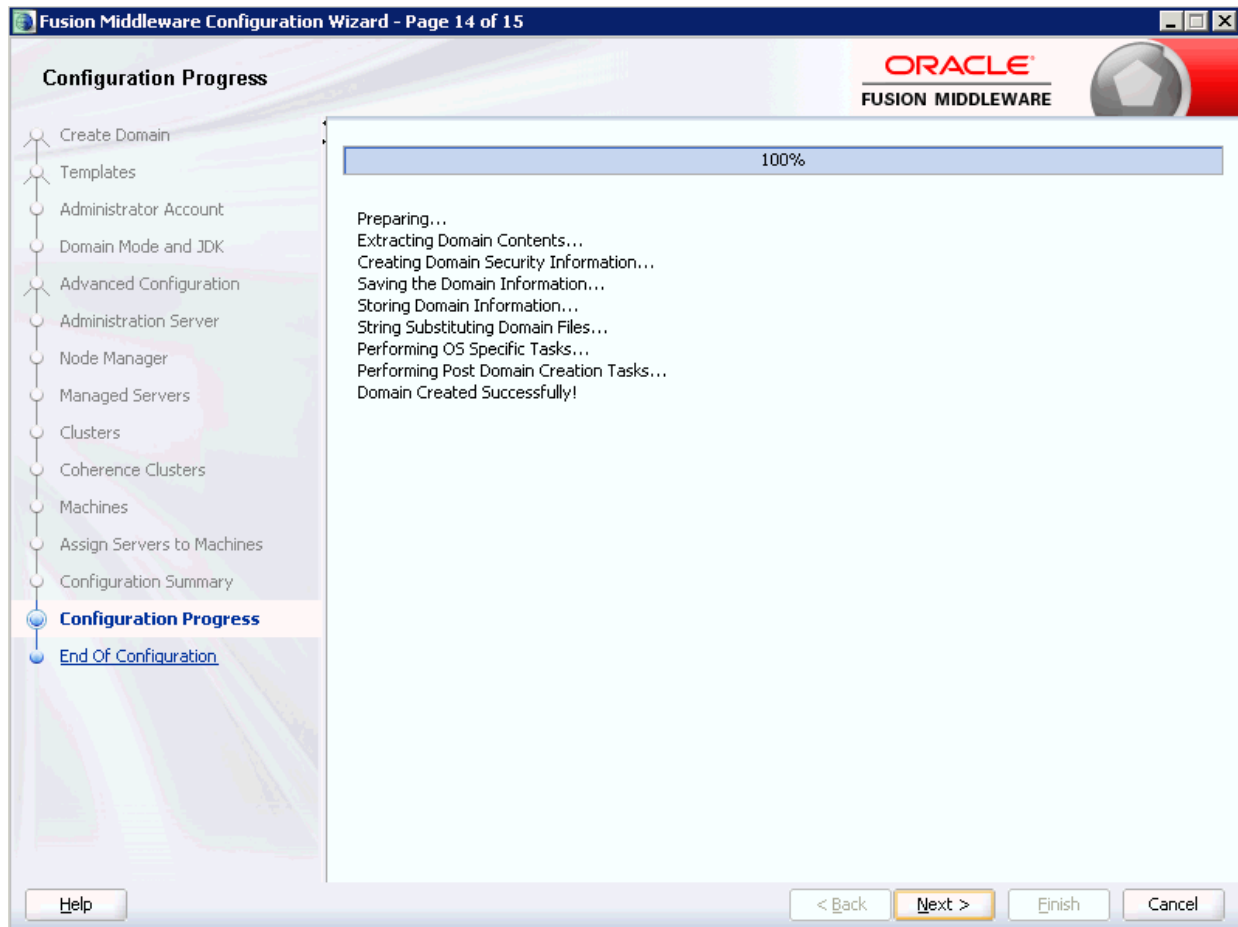 Fusion Middleware Configuration Wizard - Page 14 of 15
Configuration Progress
ORACLE
FUSION MIDDLEWARE
Create Domain
Templates
Administrator Account
Domain Mode and JDK
Advanced Configuration
Administration Server
Node Manager
Managed Servers
Clusters
Coherence Clusters
Machines
Assign Servers to Machines
Configuration Summary
Configuration Progress
End Of Configuration
100%
Preparing...
Extracting Domain Contents...
Creating Domain Security Information...
Saving the Domain Information...
Storing Domain Information...
String Substituting Domain Files...
Performing OS Specific Tasks...
Performing Post Domain Creation Tasks...
Domain Created Successfully!
Help
< Back
Next >
Finish
Cancel